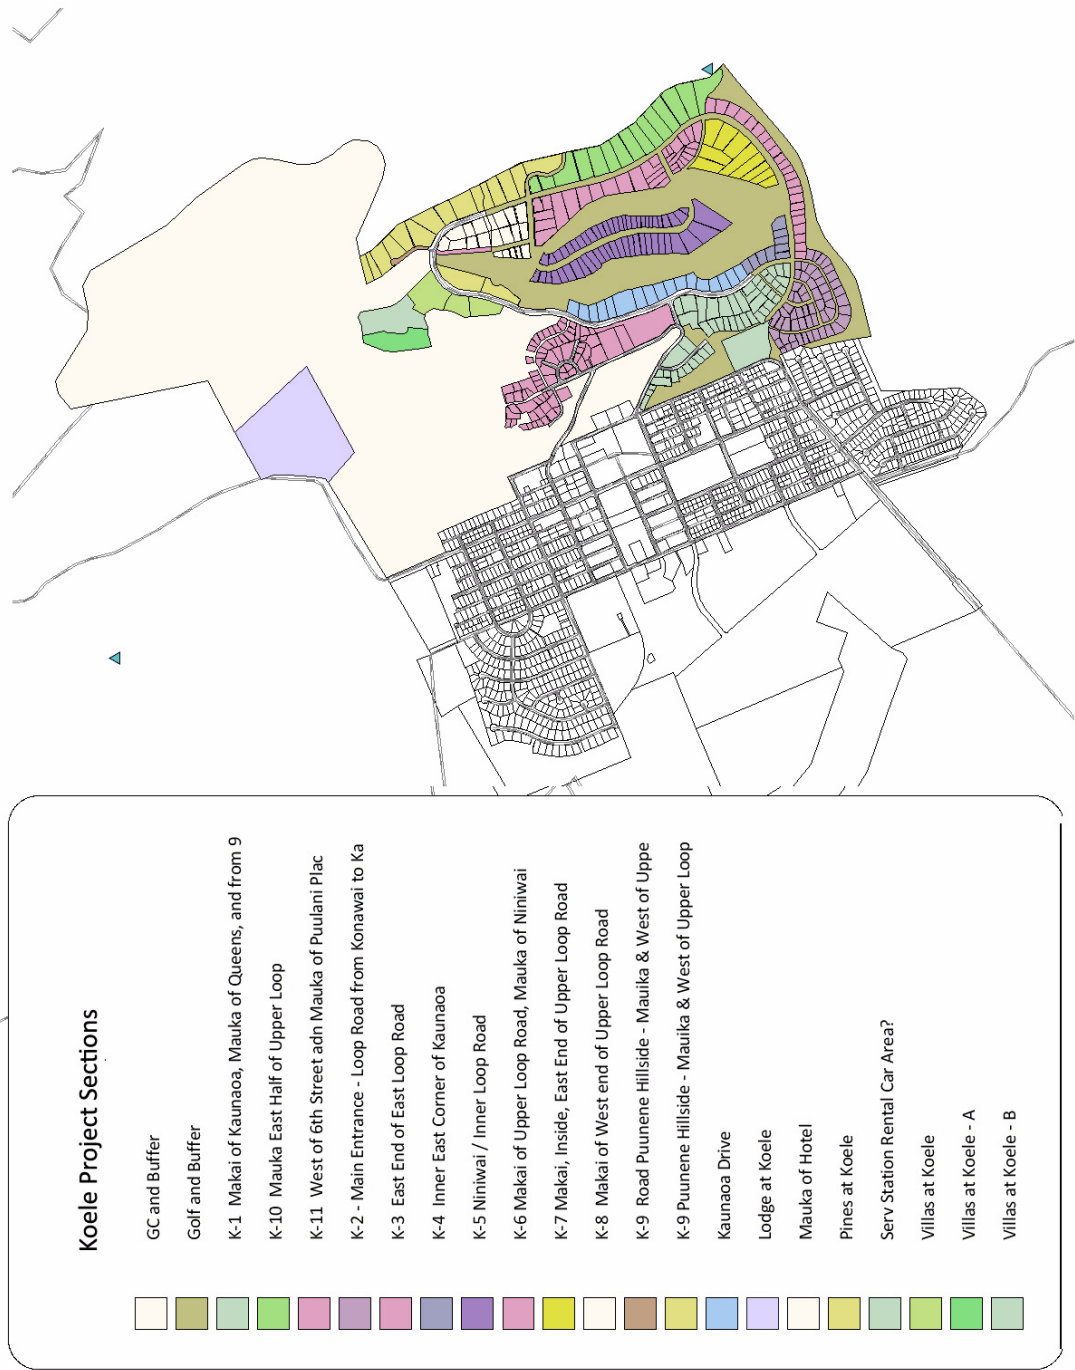 Koele Project Sections
GC and Buffer
Golf and Buffer
K-1 Makai of Kaunaoa, Mauka of Queens, and from 9
K-10 Mauka East Half of Upper Loop
K-11 West of 6th Street adn Mauka of Puulani Plac
K-2 - Main Entrance - Loop Road from Konawai to Ka
K-3 East End of East Loop Road
K-4 Inner East Corner of Kaunaoa
K-5 Niniwai / Inner Loop Road
K-6 Makai of Upper Loop Road, Mauka of Niniwai
K-7 Makai, Inside, East End of Upper Loop Road
K-8 Makai of West end of Upper Loop Road
K-9 Road Puunene Hillside - Mauika & West of Uppe
K-9 Puunene Hillside - Mauika & West of Upper Loop
Kaunaoa Drive
Lodge at Koele
Mauka of Hotel
Pines at Koele
Serv Station Rental Car Area?
Villas at Koele
Villas at Koele - A
Villas at Koele - B